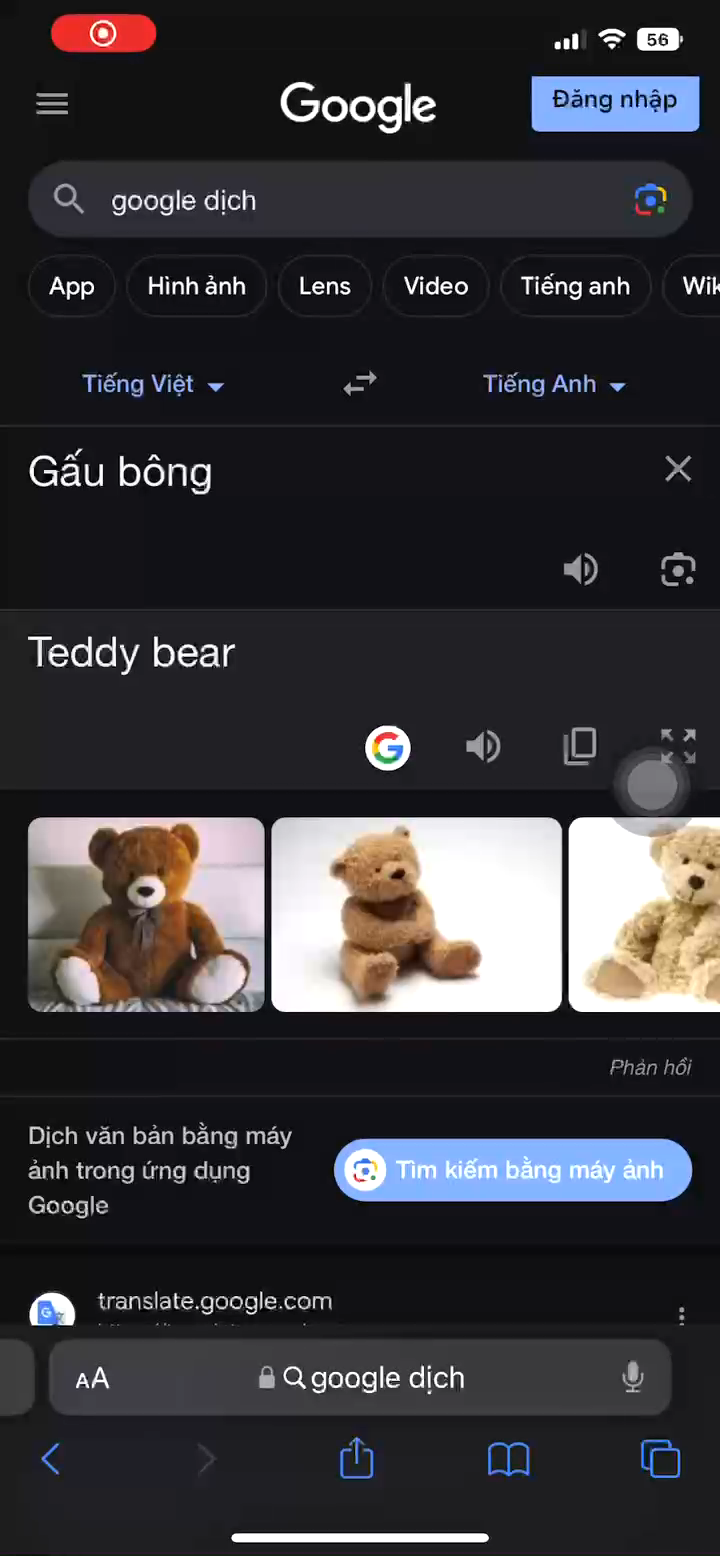 56
Google
Đăng nhập
google dịch
App
Hình ảnh
Lens
Video
Tiếng anh
Wik
Tiếng Việt
Tiếng Anh
Gấu bông
Teddy bear
Phản hồi
Dịch văn bản bằng máy
ảnh trong ứng dụng
Google
Tìm kiếm bằng máy ảnh
translate.google.com
AA
google dịch